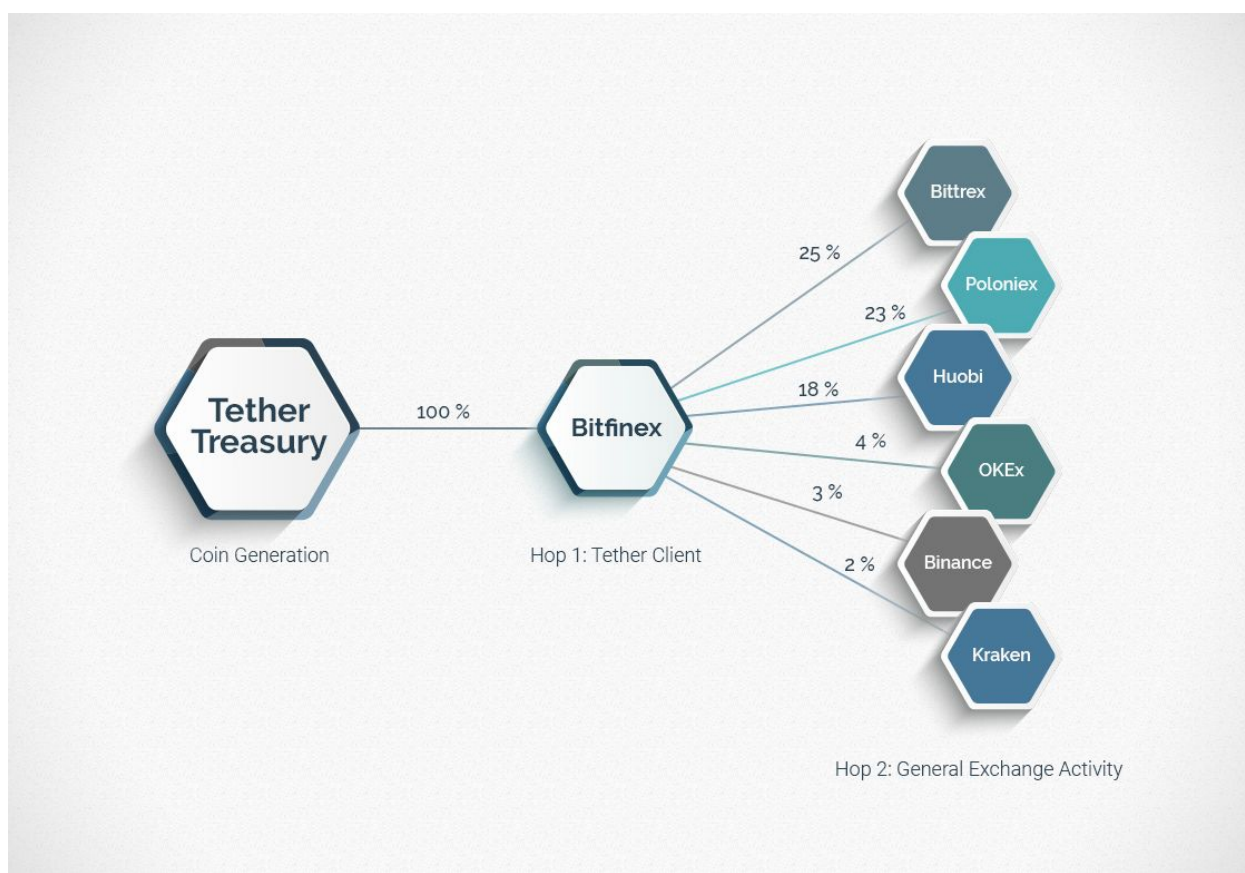 Tether
Treasury
Coin Generation
100 %
Bitfinex
Hop 1: Tether Client
25 %
23 %
18 %
4 %
3 %
2 %
Bittrex
Poloniex
Huobi
OKEx
Binance
Kraken
Hop 2: General Exchange Activity